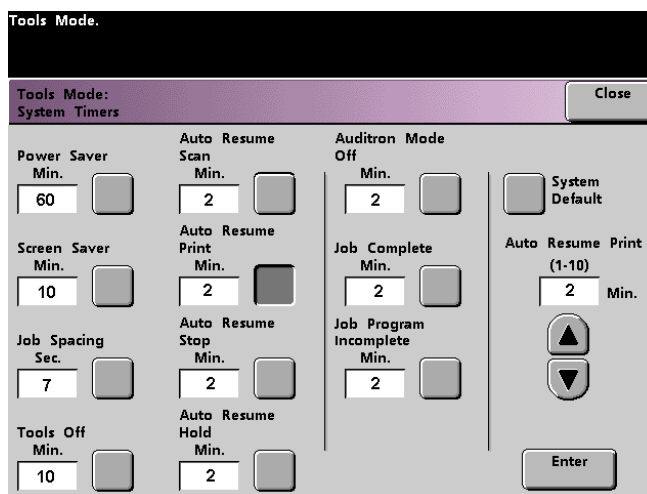 Tools Mode.
Tools Mode:
System Timers
Close
Power Saver
Min.
60
Screen Saver
Min.
10
Job Spacing
Sec.
7
Tools Off
Min.
10
Auto Resume
Scan
Min.
2
Auto Resume
Print
Min.
2
Auto Resume
Stop
Min.
2
Auto Resume
Hold
Min.
2
Auditron Mode
Off
Min.
2
Job Complete
Min.
2
Job Program
Incomplete
Min.
2
System
Default
Auto Resume Print
(1-10)
2 Min.
Enter